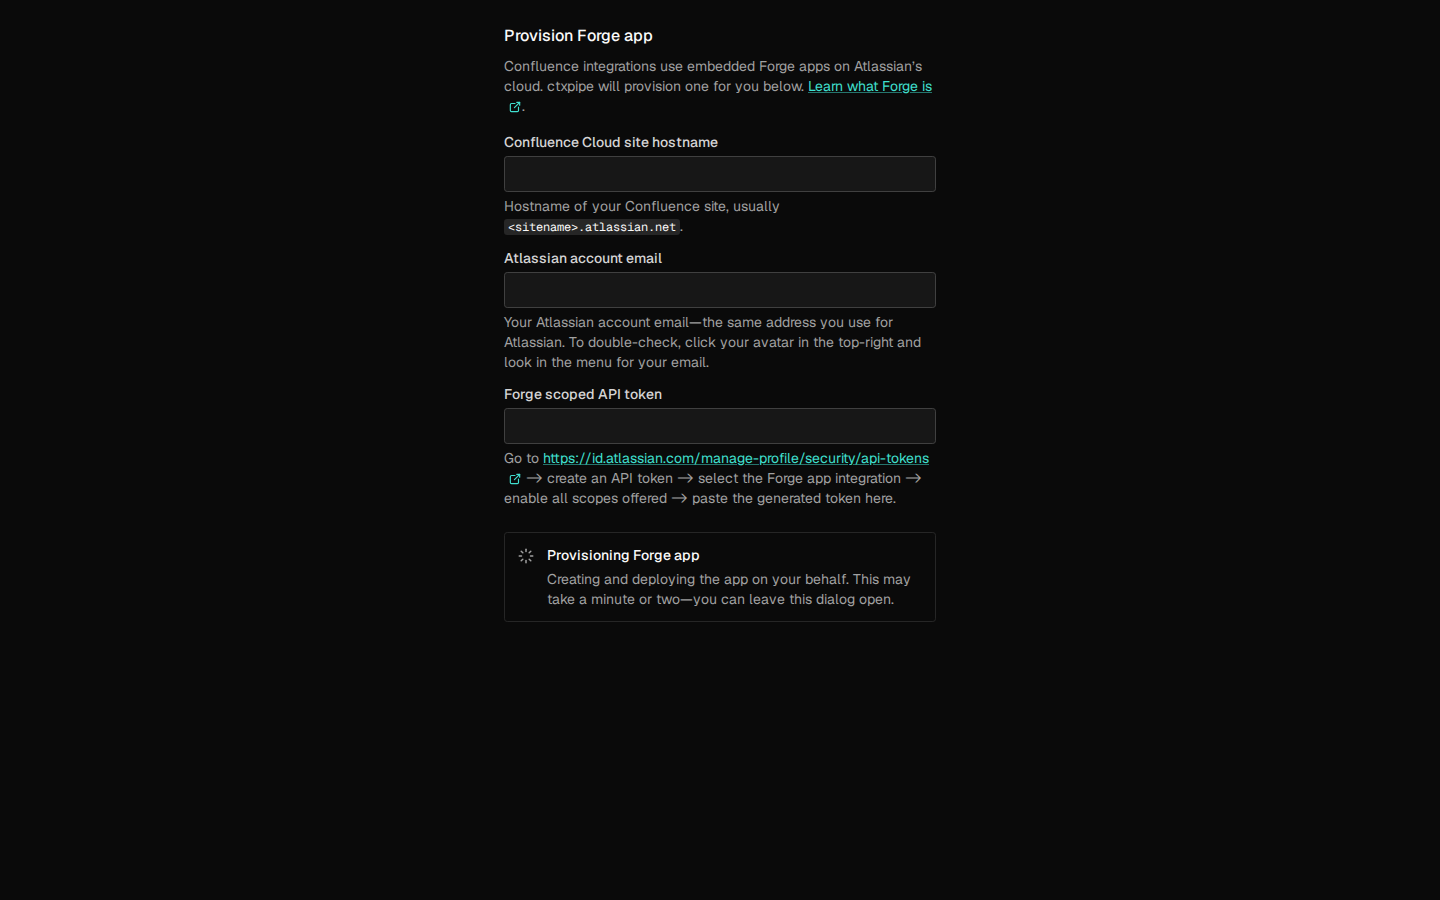 Provision Forge app
Confluence integrations use embedded Forge apps on Atlassian's
cloud. ctxpipe will provision one for you below. Learn what Forge is
.
Confluence Cloud site hostname
Hostname of your Confluence site, usually
<sitename>.atlassian.net.
Atlassian account email
Your Atlassian account email—the same address you use for
Atlassian. To double-check, click your avatar in the top-right and
look in the menu for your email.
Forge scoped API token
Go to https://id.atlassian.com/manage-profile/security/api-tokens
→ create an API token → select the Forge app integration →
enable all scopes offered → paste the generated token here.
Provisioning Forge app
Creating and deploying the app on your behalf. This may
take a minute or two—you can leave this dialog open.